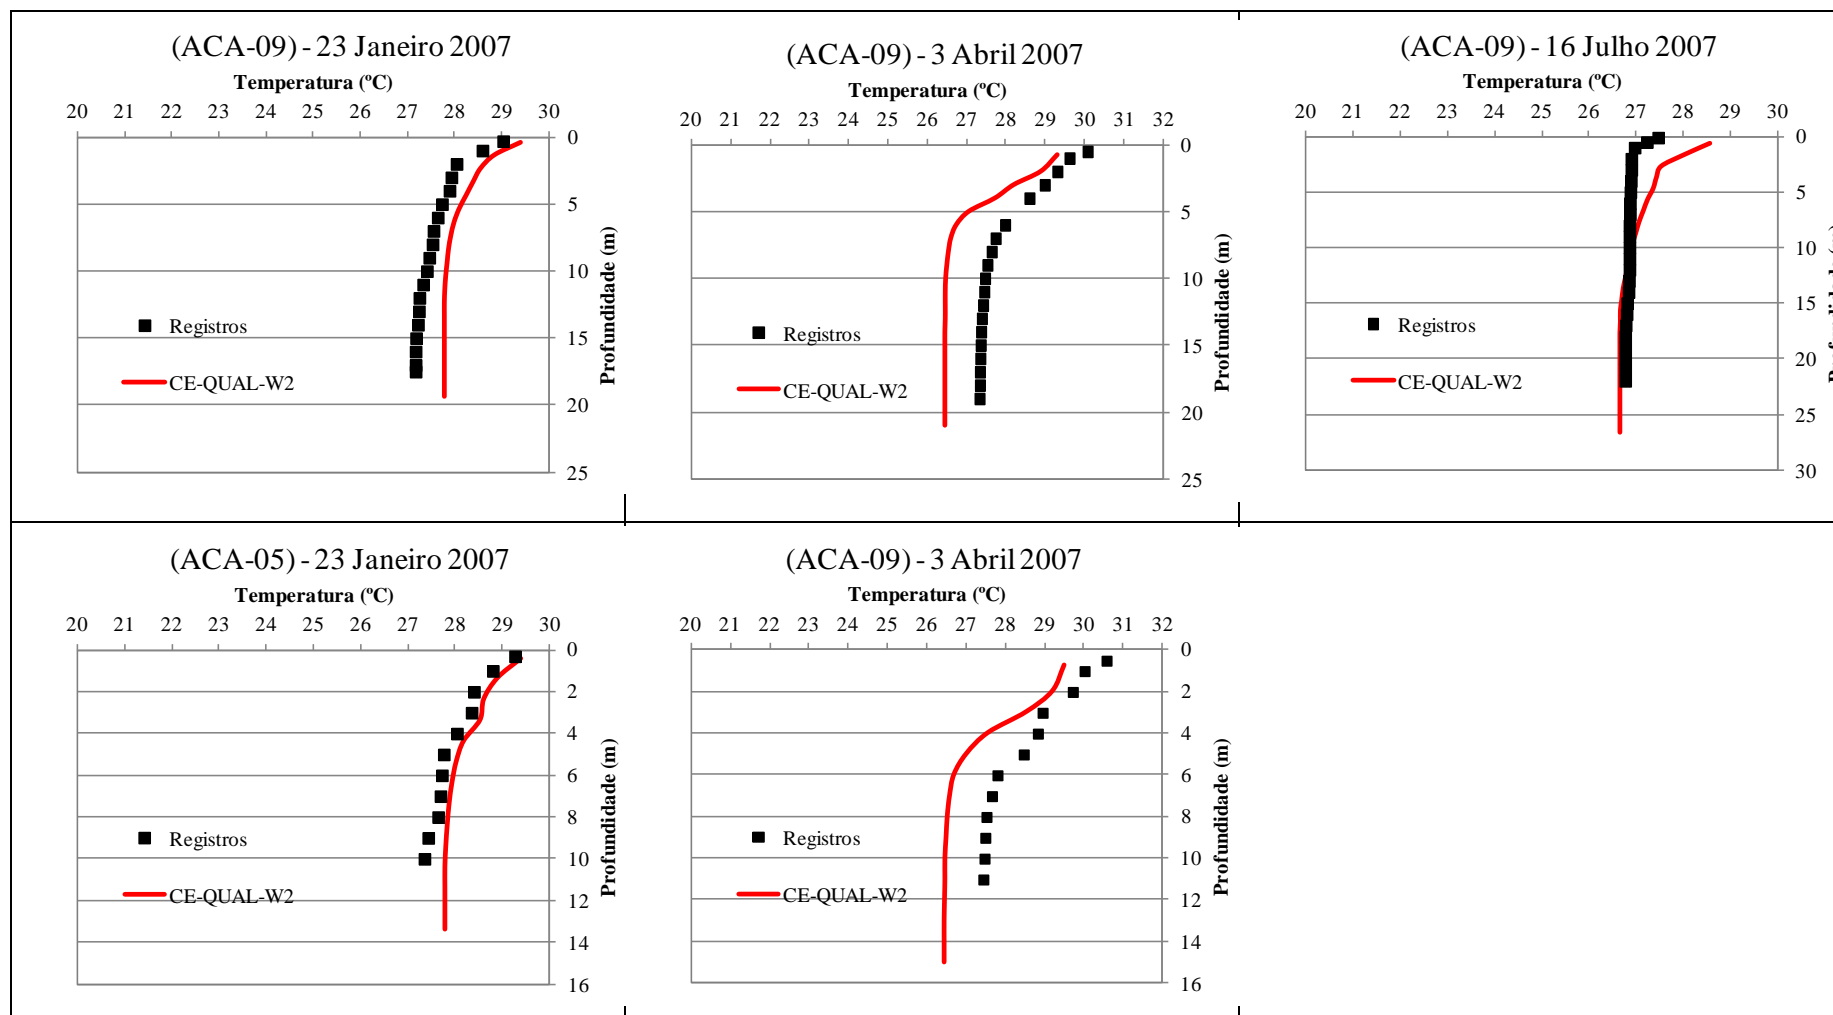 (ACA-09) - 23 Janeiro 2007
Temperatura (ºC)
20 21 22 23 24 25 26 27 28 29 30
0
5
10
15
20
25
Profundidade (m)
Registros
CE-QUAL-W2
(ACA-09) - 3 Abril 2007
Temperatura (ºC)
20 21 22 23 24 25 26 27 28 29 30 31 32
0
5
10
15
20
25
Profundidade (m)
Registros
CE-QUAL-W2
(ACA-09) - 16 Julho 2007
Temperatura (ºC)
20 21 22 23 24 25 26 27 28 29 30
0
5
10
15
20
25
30
Registros
CE-QUAL-W2
(ACA-05) - 23 Janeiro 2007
Temperatura (ºC)
20 21 22 23 24 25 26 27 28 29 30
0
2
4
6
8
10
12
14
16
Profundidade (m)
Registros
CE-QUAL-W2
(ACA-09) - 3 Abril 2007
Temperatura (ºC)
20 21 22 23 24 25 26 27 28 29 30 31 32
0
2
4
6
8
10
12
14
16
Profundidade (m)
Registros
CE-QUAL-W2